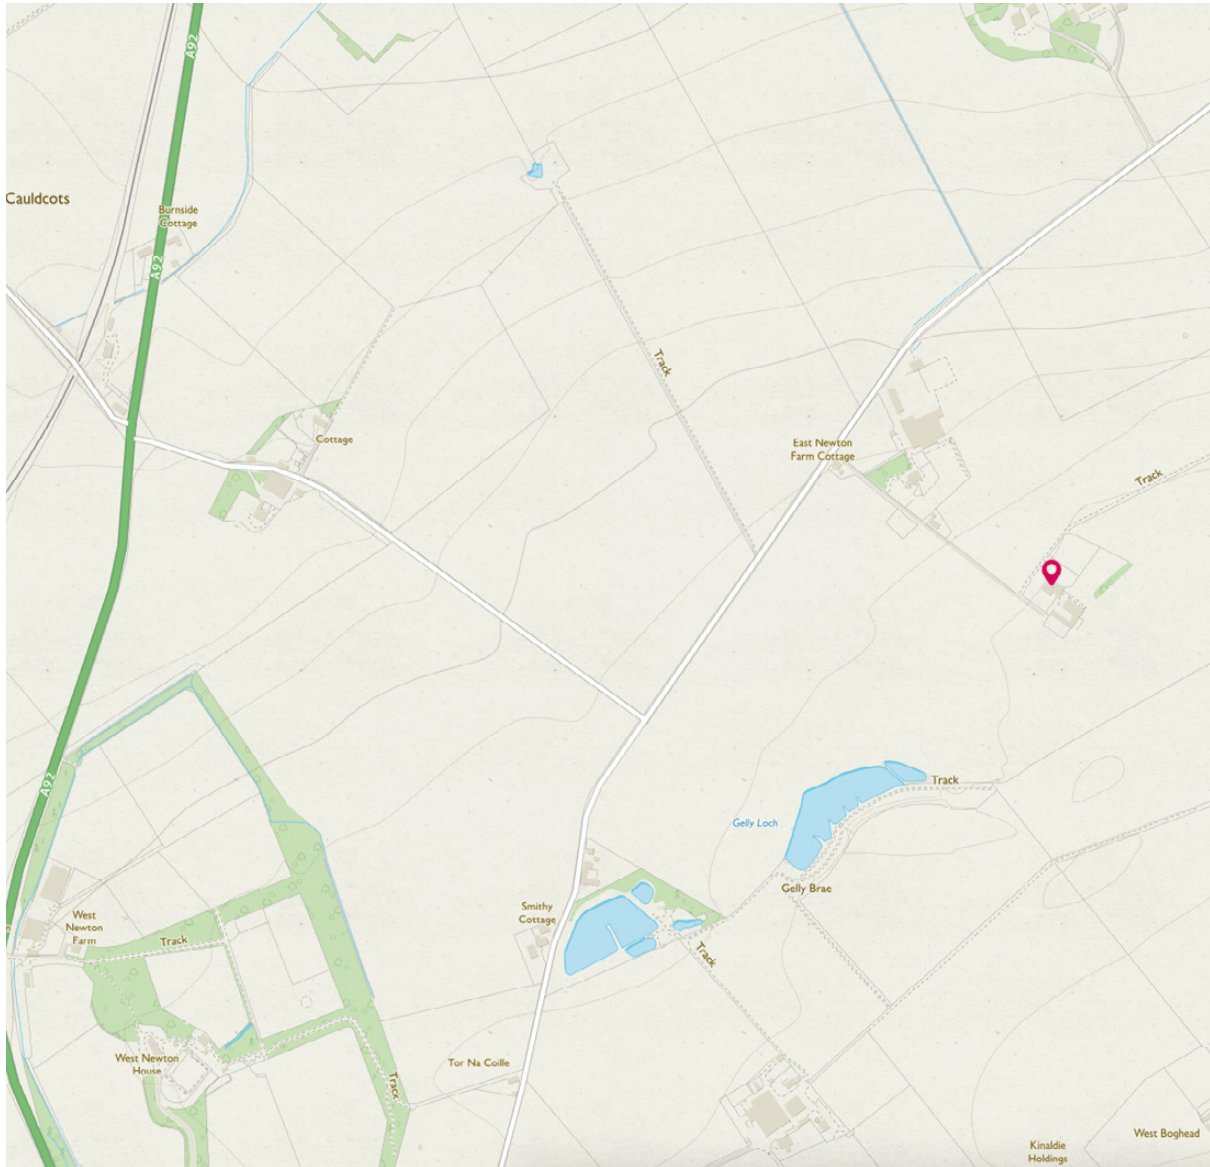 A92
Cauldcots
Burnside
Cottage
A92
Track
Cottage
East Newton
Farm Cottage
Track
A92
Track
Gelly Loch
Gelly Brae
Smithy
Cottage
West
Newton
Farm
Track
Track
West Newton
House
Tor Na Coille
Track
West Boghead
Kinaldie
Holdings